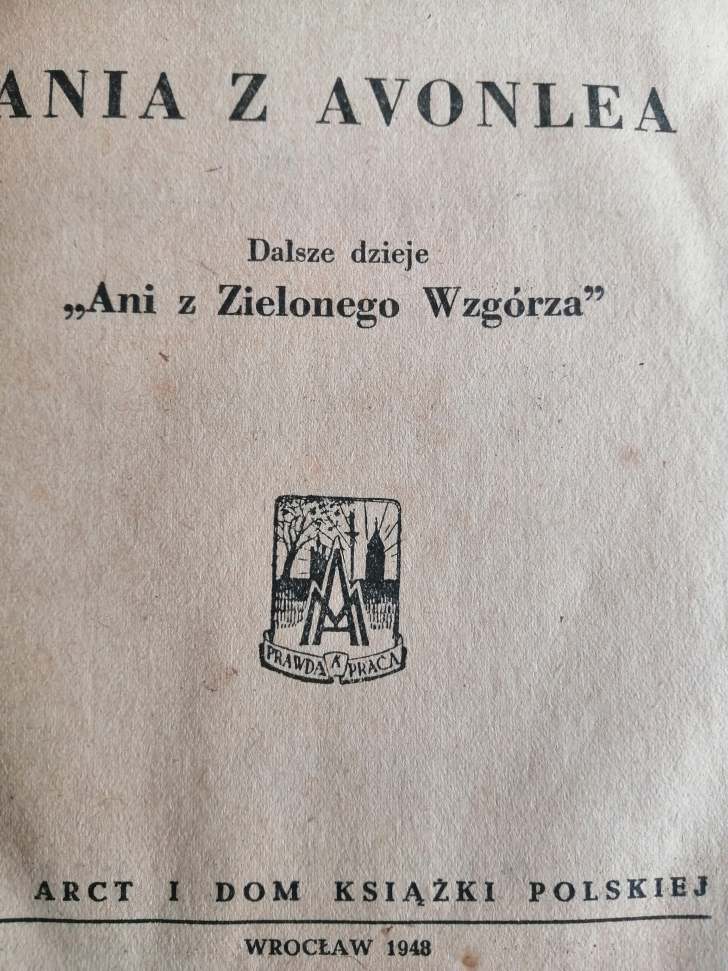 ANIA Z AVONLEA
Dalsze dzieje
„Ani z Zielonego Wzgórza”
PRAWDA K PRACA
ARCT I DOM KSIĄŻKI POLSKIEJ
WROCŁAW 1948